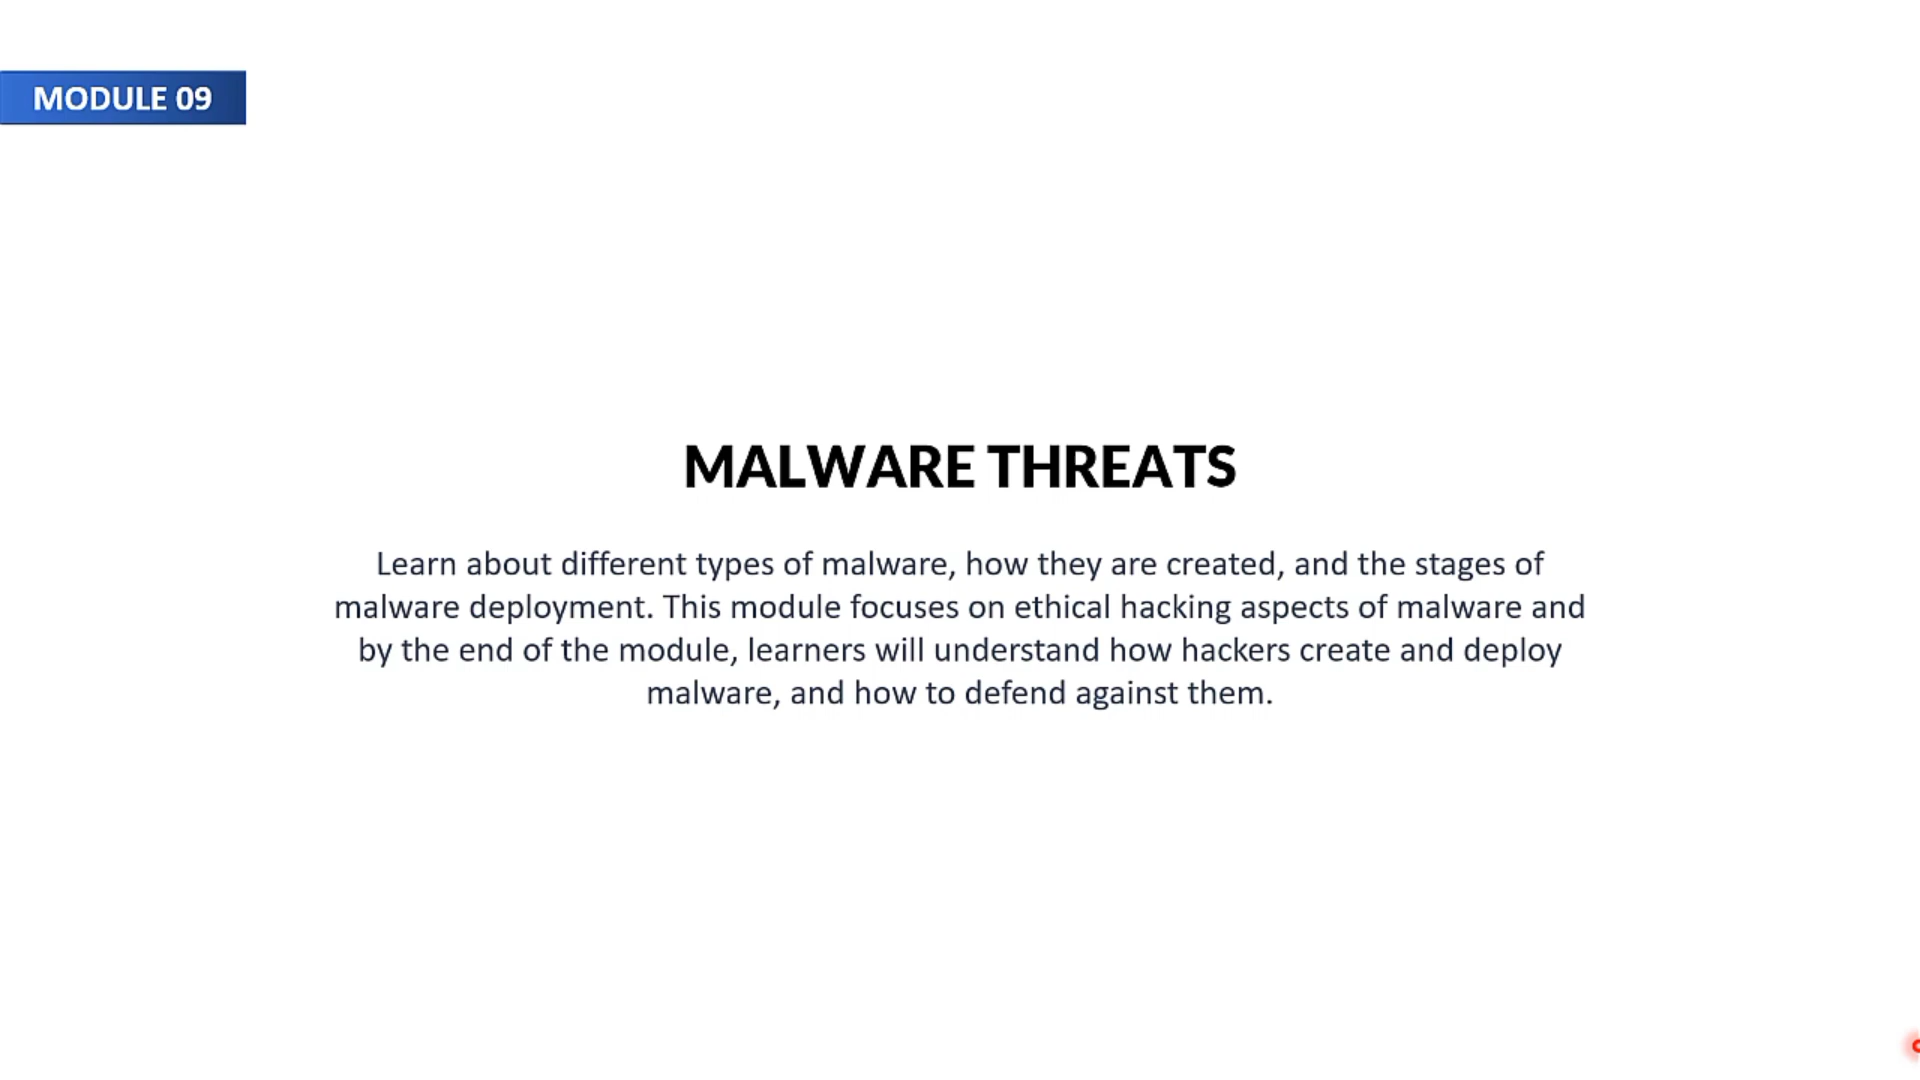 MODULE 09
MALWARE THREATS
Learn about different types of malware, how they are created, and the stages of
malware deployment. This module focuses on ethical hacking aspects of malware and
by the end of the module, learners will understand how hackers create and deploy
malware, and how to defend against them.